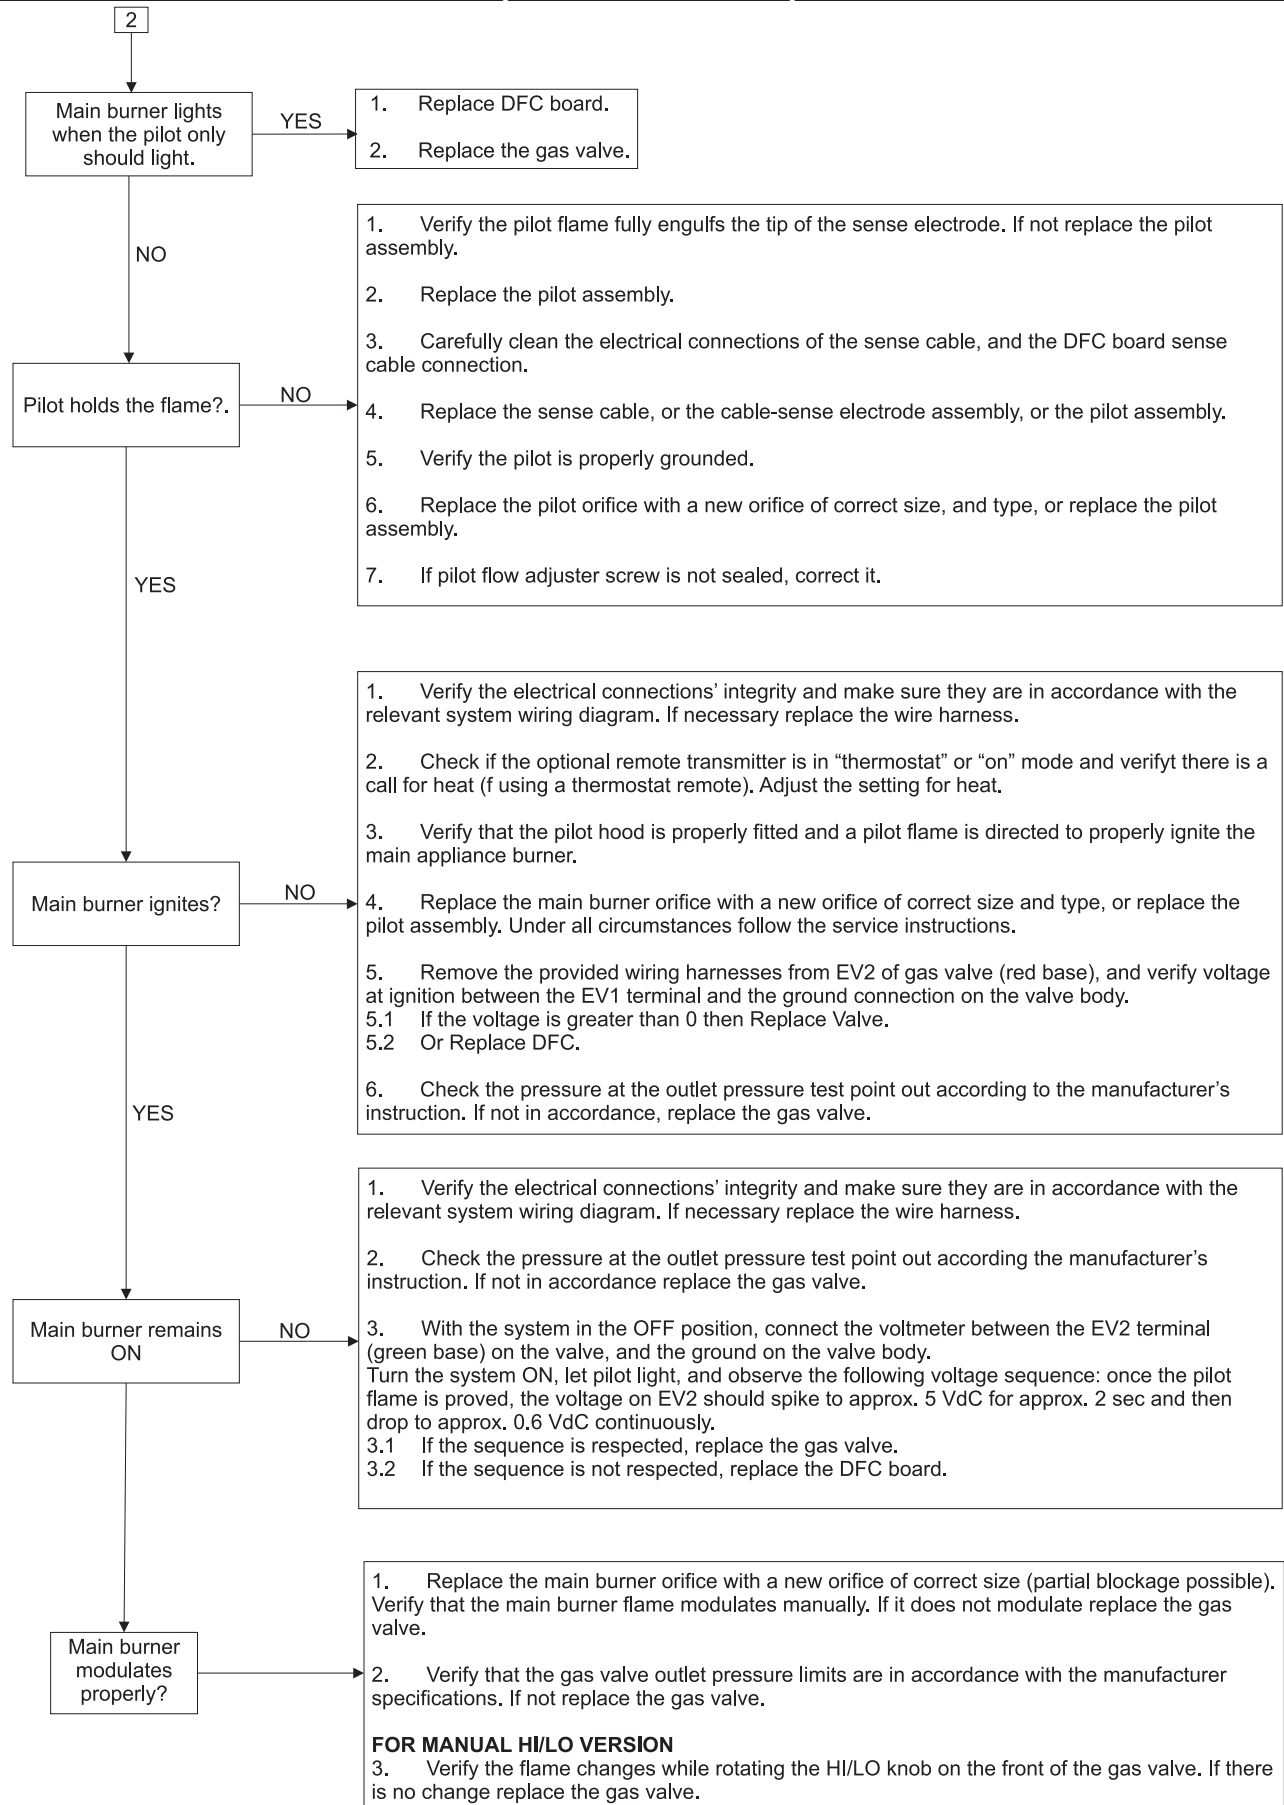 2
Main burner lights
when the pilot only
should light.
YES
1. Replace DFC board.
2. Replace the gas valve.
NO
Pilot holds the flame?.
NO
1. Verify the pilot flame fully engulfs the tip of the sense electrode. If not replace the pilot
assembly.
2. Replace the pilot assembly.
3. Carefully clean the electrical connections of the sense cable, and the DFC board sense
cable connection.
4. Replace the sense cable, or the cable-sense electrode assembly, or the pilot assembly.
5. Verify the pilot is properly grounded.
6. Replace the pilot orifice with a new orifice of correct size, and type, or replace the pilot
assembly.
7. If pilot flow adjuster screw is not sealed, correct it.
YES
Main burner ignites?
NO
1. Verify the electrical connections’ integrity and make sure they are in accordance with the
relevant system wiring diagram. If necessary replace the wire harness.
2. Check if the optional remote transmitter is in “thermostat” or “on” mode and verifyt there is a
call for heat (f using a thermostat remote). Adjust the setting for heat.
3. Verify that the pilot hood is properly fitted and a pilot flame is directed to properly ignite the
main appliance burner.
4. Replace the main burner orifice with a new orifice of correct size and type, or replace the
pilot assembly. Under all circumstances follow the service instructions.
5. Remove the provided wiring harnesses from EV2 of gas valve (red base), and verify voltage
at ignition between the EV1 terminal and the ground connection on the valve body.
5.1 If the voltage is greater than 0 then Replace Valve.
5.2 Or Replace DFC.
6. Check the pressure at the outlet pressure test point out according to the manufacturer’s
instruction. If not in accordance, replace the gas valve.
YES
Main burner remains
ON
NO
1. Verify the electrical connections’ integrity and make sure they are in accordance with the
relevant system wiring diagram. If necessary replace the wire harness.
2. Check the pressure at the outlet pressure test point out according the manufacturer’s
instruction. If not in accordance replace the gas valve.
3. With the system in the OFF position, connect the voltmeter between the EV2 terminal
(green base) on the valve, and the ground on the valve body.
Turn the system ON, let pilot light, and observe the following voltage sequence: once the pilot
flame is proved, the voltage on EV2 should spike to approx. 5 VdC for approx. 2 sec and then
drop to approx. 0.6 VdC continuously.
3.1 If the sequence is respected, replace the gas valve.
3.2 If the sequence is not respected, replace the DFC board.
Main burner
modulates
properly?
1. Replace the main burner orifice with a new orifice of correct size (partial blockage possible).
Verify that the main burner flame modulates manually. If it does not modulate replace the gas
valve.
2. Verify that the gas valve outlet pressure limits are in accordance with the manufacturer
specifications. If not replace the gas valve.
FOR MANUAL HI/LO VERSION
3. Verify the flame changes while rotating the HI/LO knob on the front of the gas valve. If there
is no change replace the gas valve.